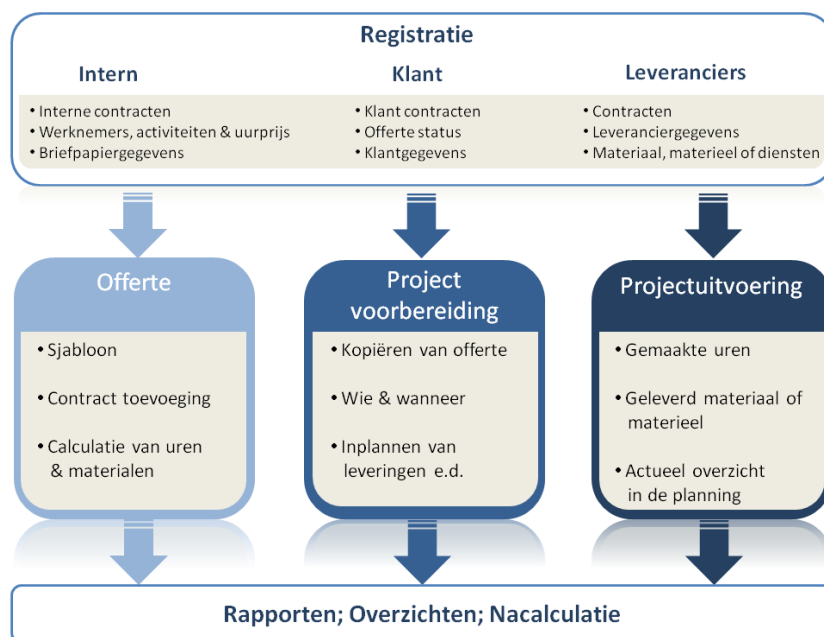 Registratie
Intern
• Interne contracten
• Werknemers, activiteiten & uurprijs
• Briefpapiergegevens
Klant
• Klant contracten
• Offerte status
• Klantgegevens
Leveranciers
• Contracten
• Leveranciergegevens
• Materiaal, materieel of diensten
Offerte
• Sjabloon
• Contract toevoeging
• Calculatie van uren
& materialen
Project
voorbereiding
• Kopiëren van offerte
• Wie & wanneer
• Inplannen van
leveringen e.d.
Projectuitvoering
• Gemaakte uren
• Geleverd materiaal of
materieel
• Actueel overzicht
in de planning
Rapporten; Overzichten; Nacalculatie